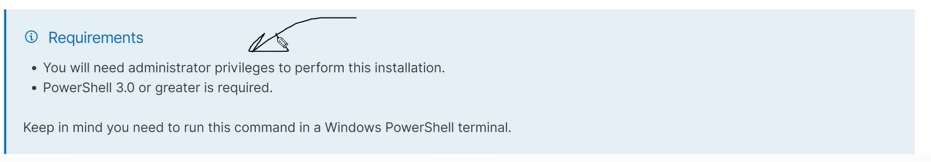 Requirements
• You will need administrator privileges to perform this installation.
• PowerShell 3.0 or greater is required.
Keep in mind you need to run this command in a Windows PowerShell terminal.